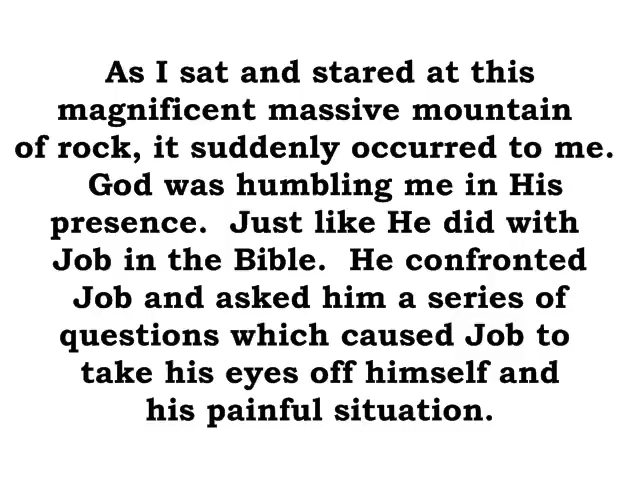 As I sat and stared at this
magnificent massive mountain
of rock, it suddenly occurred to me.
God was humbling me in His
presence.  Just like He did with
Job in the Bible.  He confronted
Job and asked him a series of
questions which caused Job to
take his eyes off himself and
his painful situation.